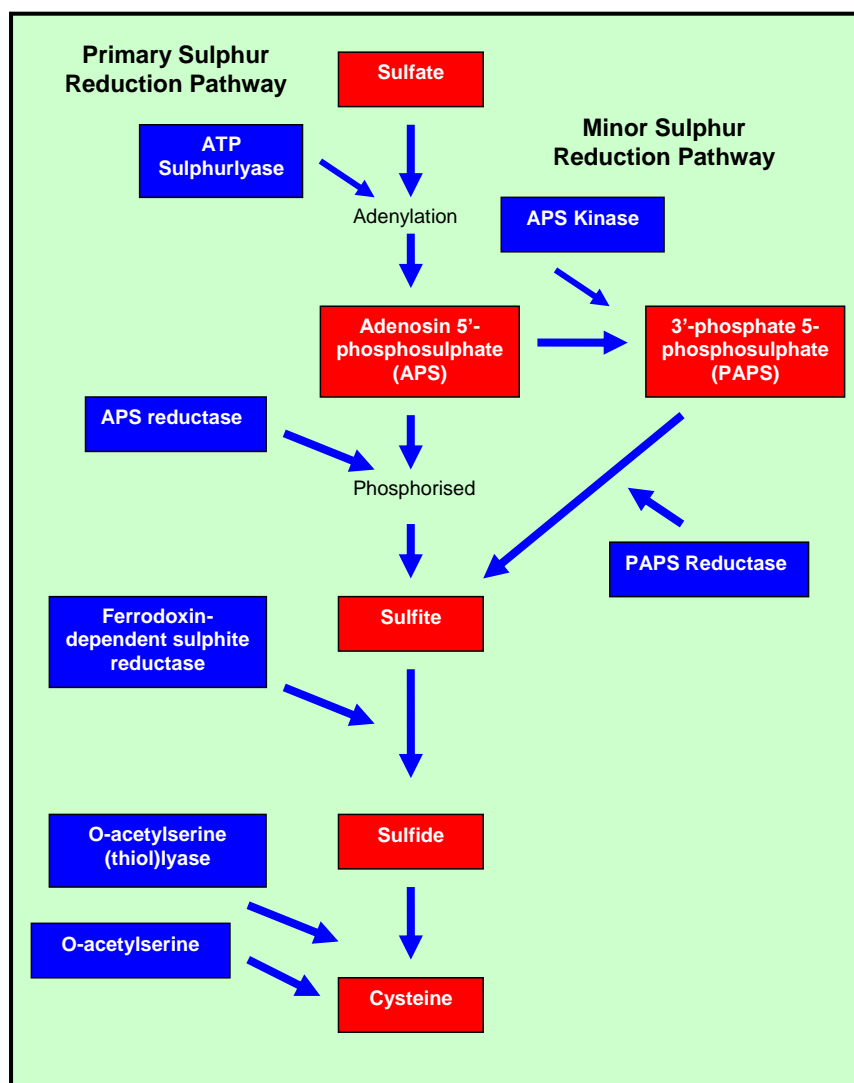 Primary Sulphur
Reduction Pathway
Sulfate
Minor Sulphur
Reduction Pathway
ATP
Sulphurlyase
Adenylation
APS Kinase
Adenosin 5’-
phosphosulphate
(APS)
3’-phosphate 5-
phosphosulphate
(PAPS)
APS reductase
Phosphorised
PAPS Reductase
Ferrodoxin-
dependent sulphite
reductase
Sulfite
O-acetylserine
(thiol)lyase
Sulfide
O-acetylserine
Cysteine